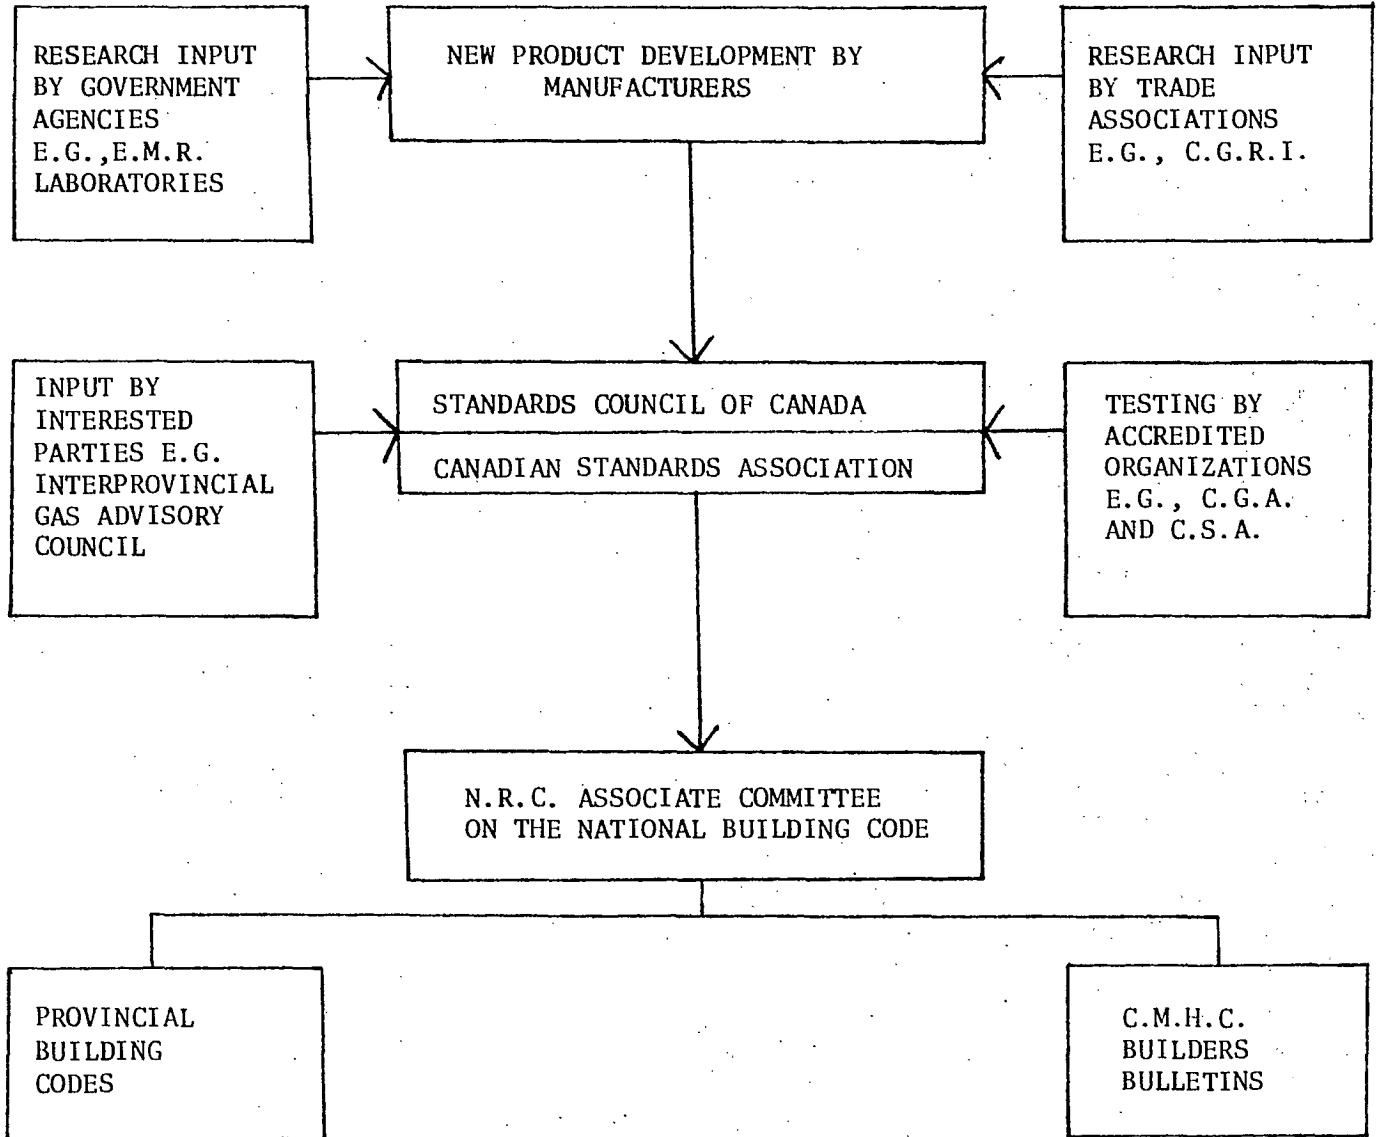 RESEARCH INPUT
BY GOVERNMENT
AGENCIES
E.G.,E.M.R.
LABORATORIES
NEW PRODUCT DEVELOPMENT BY
MANUFACTURERS
RESEARCH INPUT
BY TRADE
ASSOCIATIONS
E.G., C.G.R.I.
INPUT BY
INTERESTED
PARTIES E.G.
INTERPROVINCIAL
GAS ADVISORY
COUNCIL
STANDARDS COUNCIL OF CANADA
CANADIAN STANDARDS ASSOCIATION
TESTING BY
ACCREDITED
ORGANIZATIONS
E.G., C.G.A.
AND C.S.A.
N.R.C. ASSOCIATE COMMITTEE
ON THE NATIONAL BUILDING CODE
PROVINCIAL
BUILDING
CODES
C.M.H.C.
BUILDERS
BULLETINS